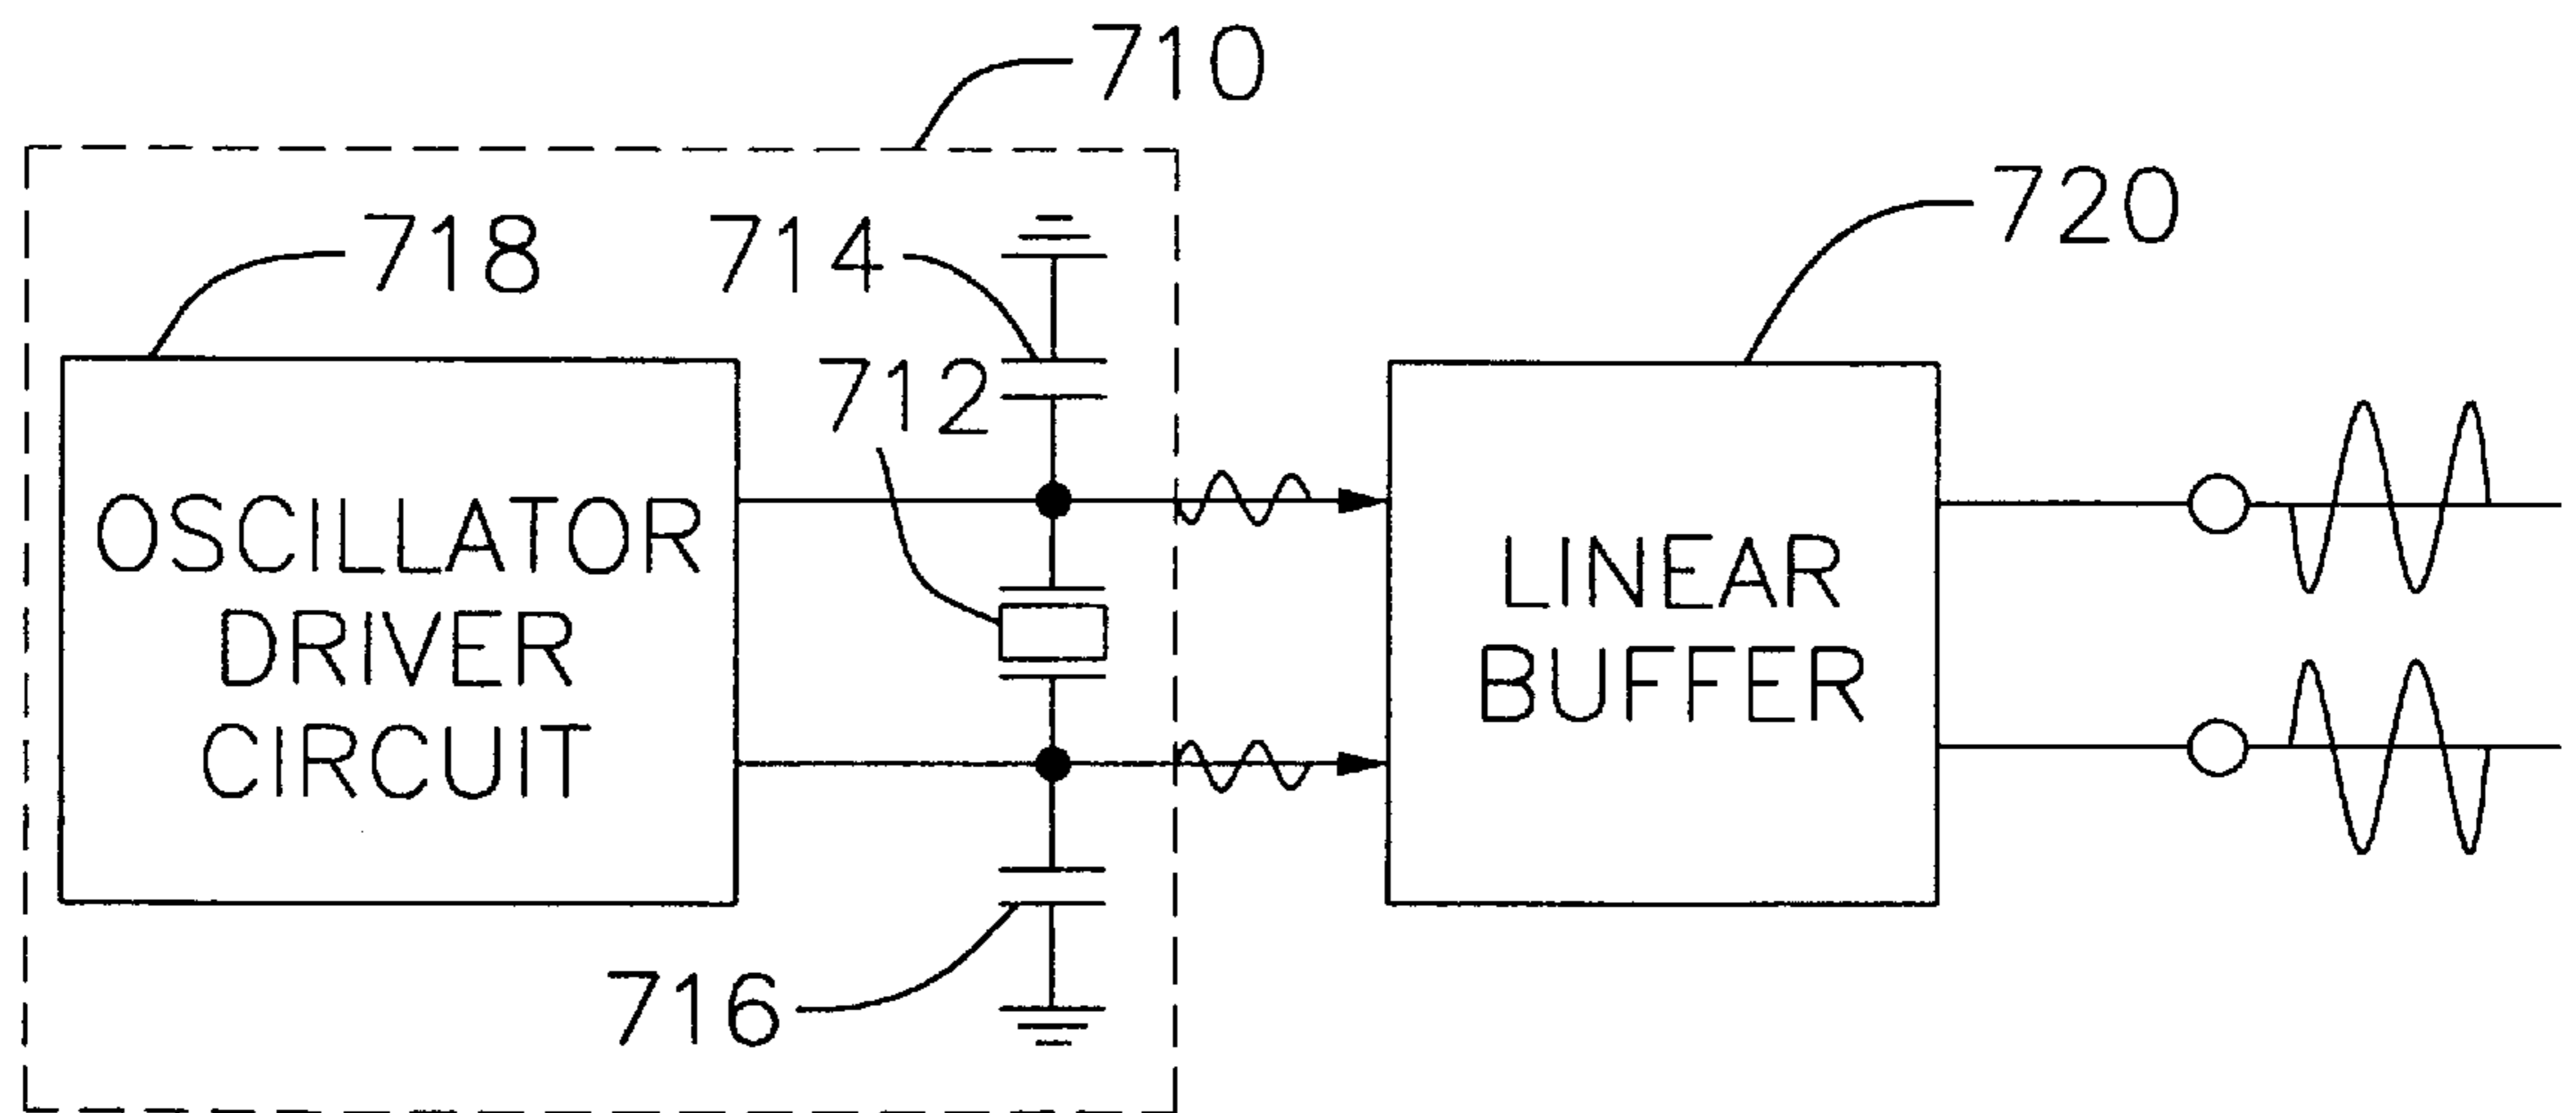 710
720
718
714
712
OSCILLATOR
DRIVER
CIRCUIT
LINEAR
BUFFER
716